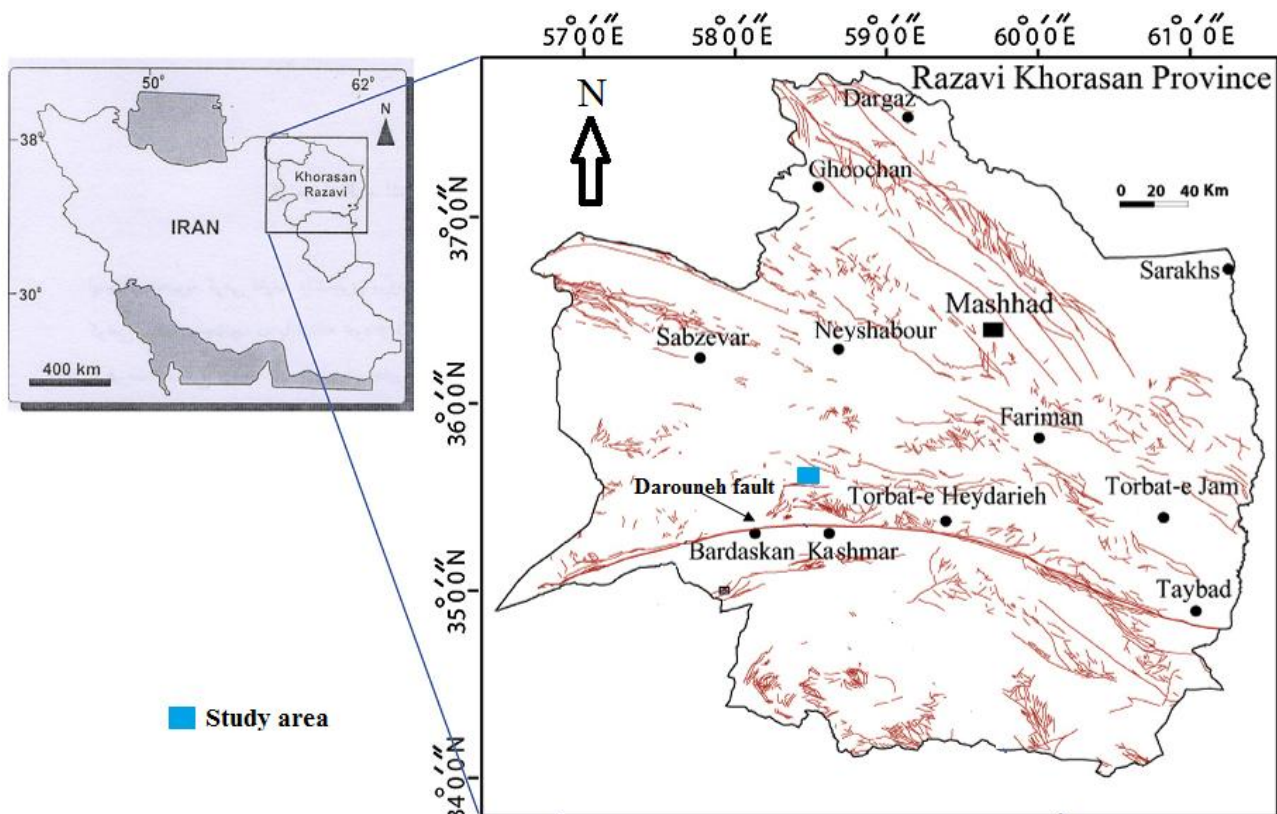 50°
62°
N
38°
Khorasan
Razavi
IRAN
30°
400 km
Study area
57°0′0″E
58°0′0″E
59°0′0″E
60°0′0″E
61°0′0″E
Razavi Khorasan Province
N
Dargaz
Ghoochan
0 20 40 Km
37°0′0″N
Sarakhs
Mashhad
Sabzevar
Neyshabour
36°0′0″N
Fariman
Darouneh fault
Torbat-e Heydarieh
Torbat-e Jam
Bardaskan
Kashmar
35°0′0″N
Taybad
34°0′0″N